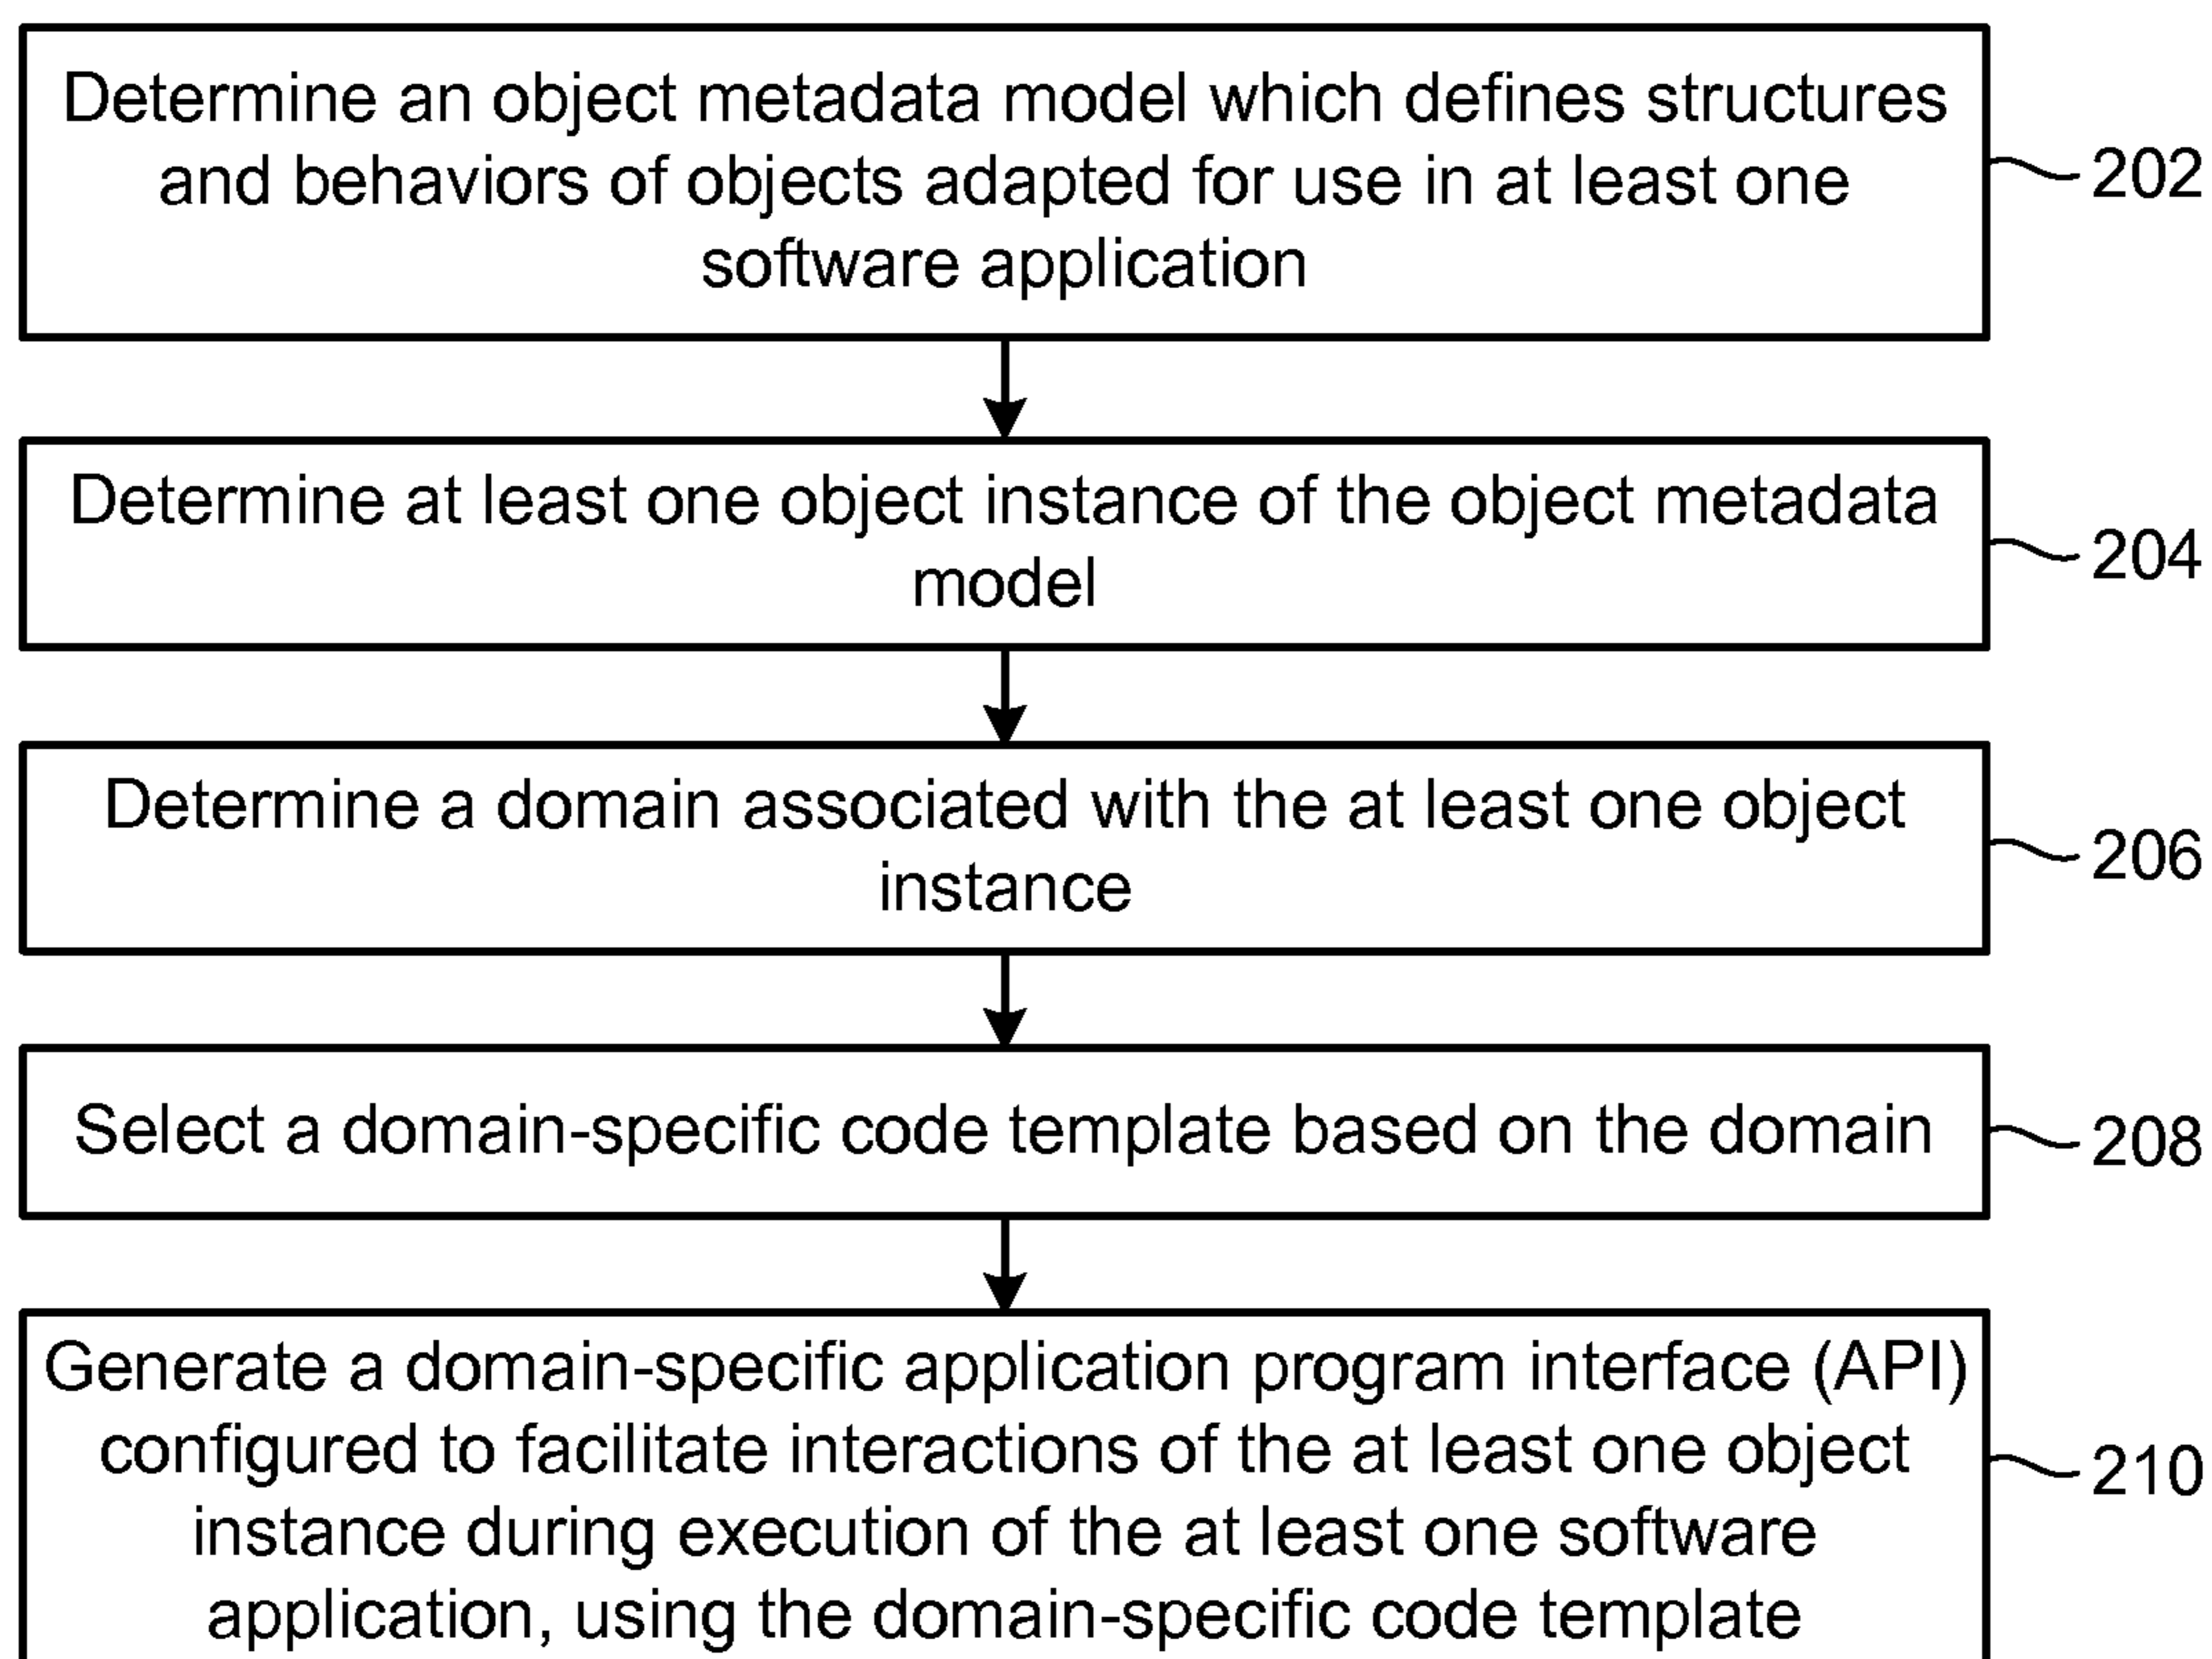 Determine an object metadata model which defines structures
and behaviors of objects adapted for use in at least one
software application
202
Determine at least one object instance of the object metadata
model
204
Determine a domain associated with the at least one object
instance
206
Select a domain-specific code template based on the domain
208
Generate a domain-specific application program interface (API)
configured to facilitate interactions of the at least one object
instance during execution of the at least one software
application, using the domain-specific code template
210